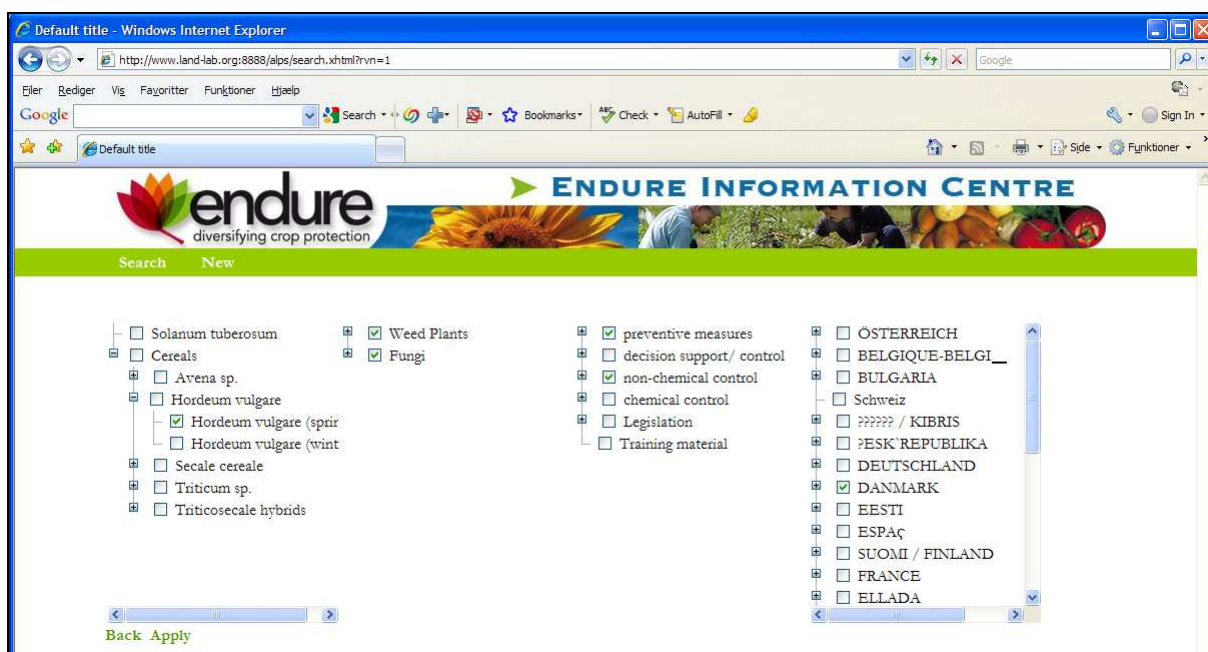 Default title - Windows Internet Explorer
http://www.land-lab.org:8888/alps/search.xhtml?rvn=1
Google
Filer Rediger Vis Favoritter Funktioner Hjælp
Google Search Bookmarks Check AutoFill Sign In
Default title Side Funktioner
endure
diversifying crop protection
ENDURE INFORMATION CENTRE
Search New
Solanum tuberosum
Cereals
Avena sp.
Hordeum vulgare
Hordeum vulgare (sprir
Hordeum vulgare (wint
Secale cereale
Triticum sp.
Triticosecale hybrids
Weed Plants
Fungi
preventive measures
decision support/ control
non-chemical control
chemical control
Legislation
Training material
ÖSTERREICH
BELGIQUE-BELGI__
BULGARIA
Schweiz
?????? / KIBRIS
?ESK`REPUBLIKA
DEUTSCHLAND
DANMARK
EESTI
ESPAç
SUOMI / FINLAND
FRANCE
ELLADA
Back Apply